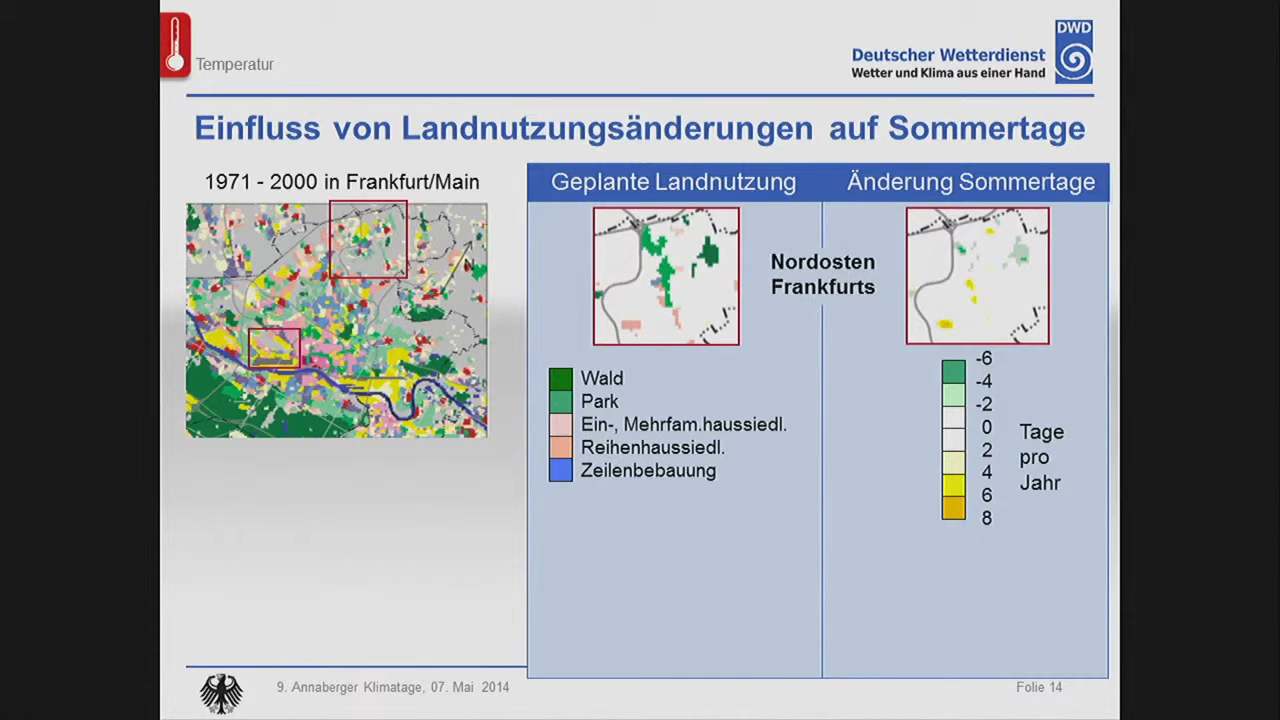 Temperatur
DWD
Deutscher Wetterdienst
Wetter und Klima aus einer Hand
Einfluss von Landnutzungsänderungen auf Sommertage
1971 - 2000 in Frankfurt/Main
Geplante Landnutzung
Änderung Sommertage
Nordosten
Frankfurts
Wald
Park
Ein-, Mehrfam.haussiedl.
Reihenhaussiedl.
Zeilenbebauung
-6
-4
-2
0
2
4
6
8
Tage
pro
Jahr
9. Annaberger Klimatage, 07. Mai 2014
Folie 14